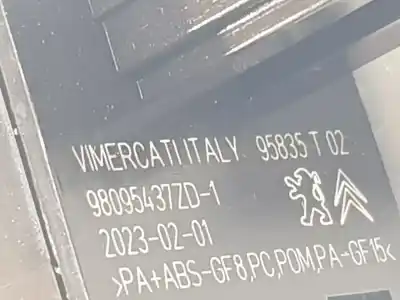 VIMERCATI ITALY 95835 T 02
98095437ZD-1
2023-02-01
>PA+ABS-GF8,PC,POM,PA-GF15<